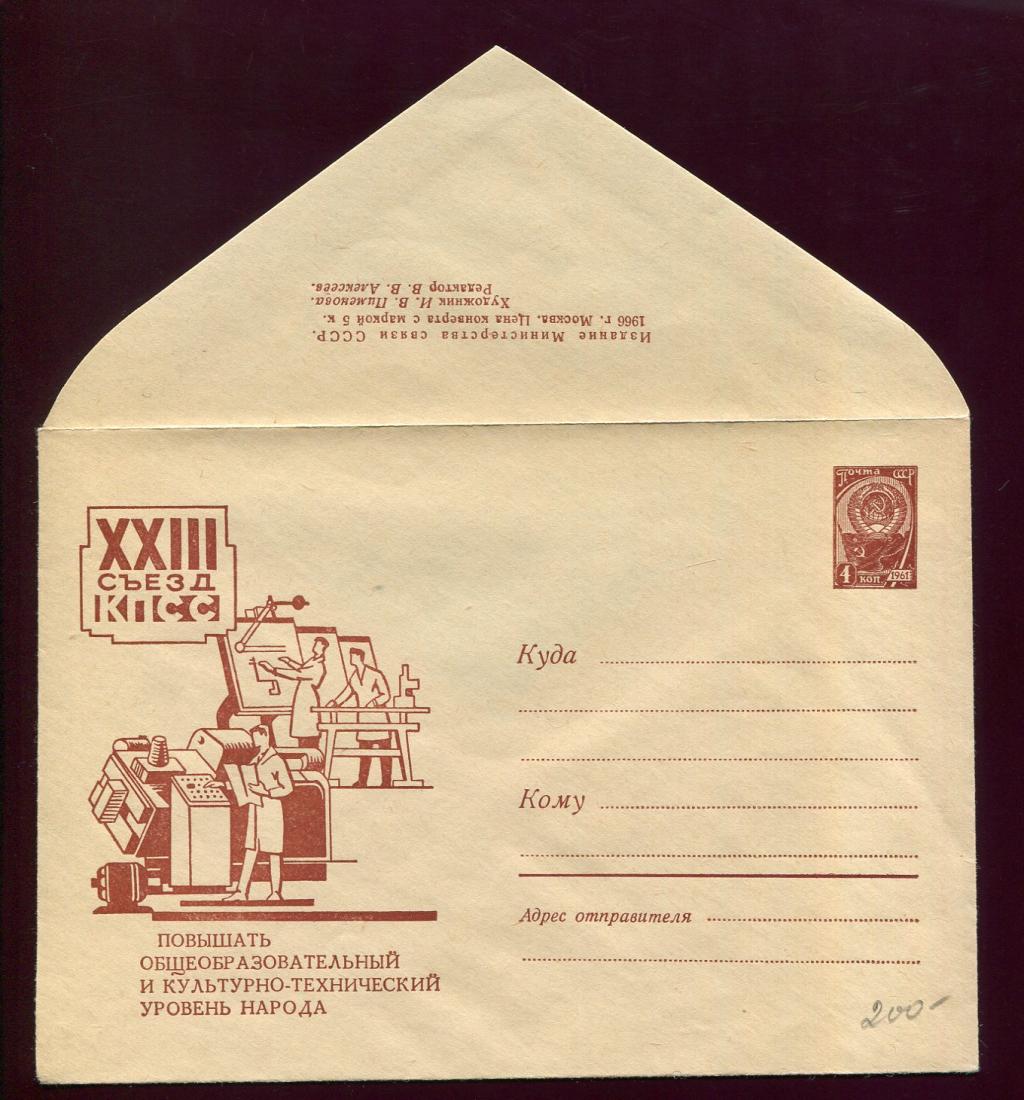 Издание Министерства связи СССР.
1966 г. Москва. Цена конверта с маркой 5 к.
Художник И. В. Пименова.
Редактор В. В. Алексеев.
Почта СССР
4 коп. 1961
XXIII
СЪЕЗД
КПСС
Куда
Кому
Адрес отправителя
ПОВЫШАТЬ
ОБЩЕОБРАЗОВАТЕЛЬНЫЙ
И КУЛЬТУРНО-ТЕХНИЧЕСКИЙ
УРОВЕНЬ НАРОДА
200-